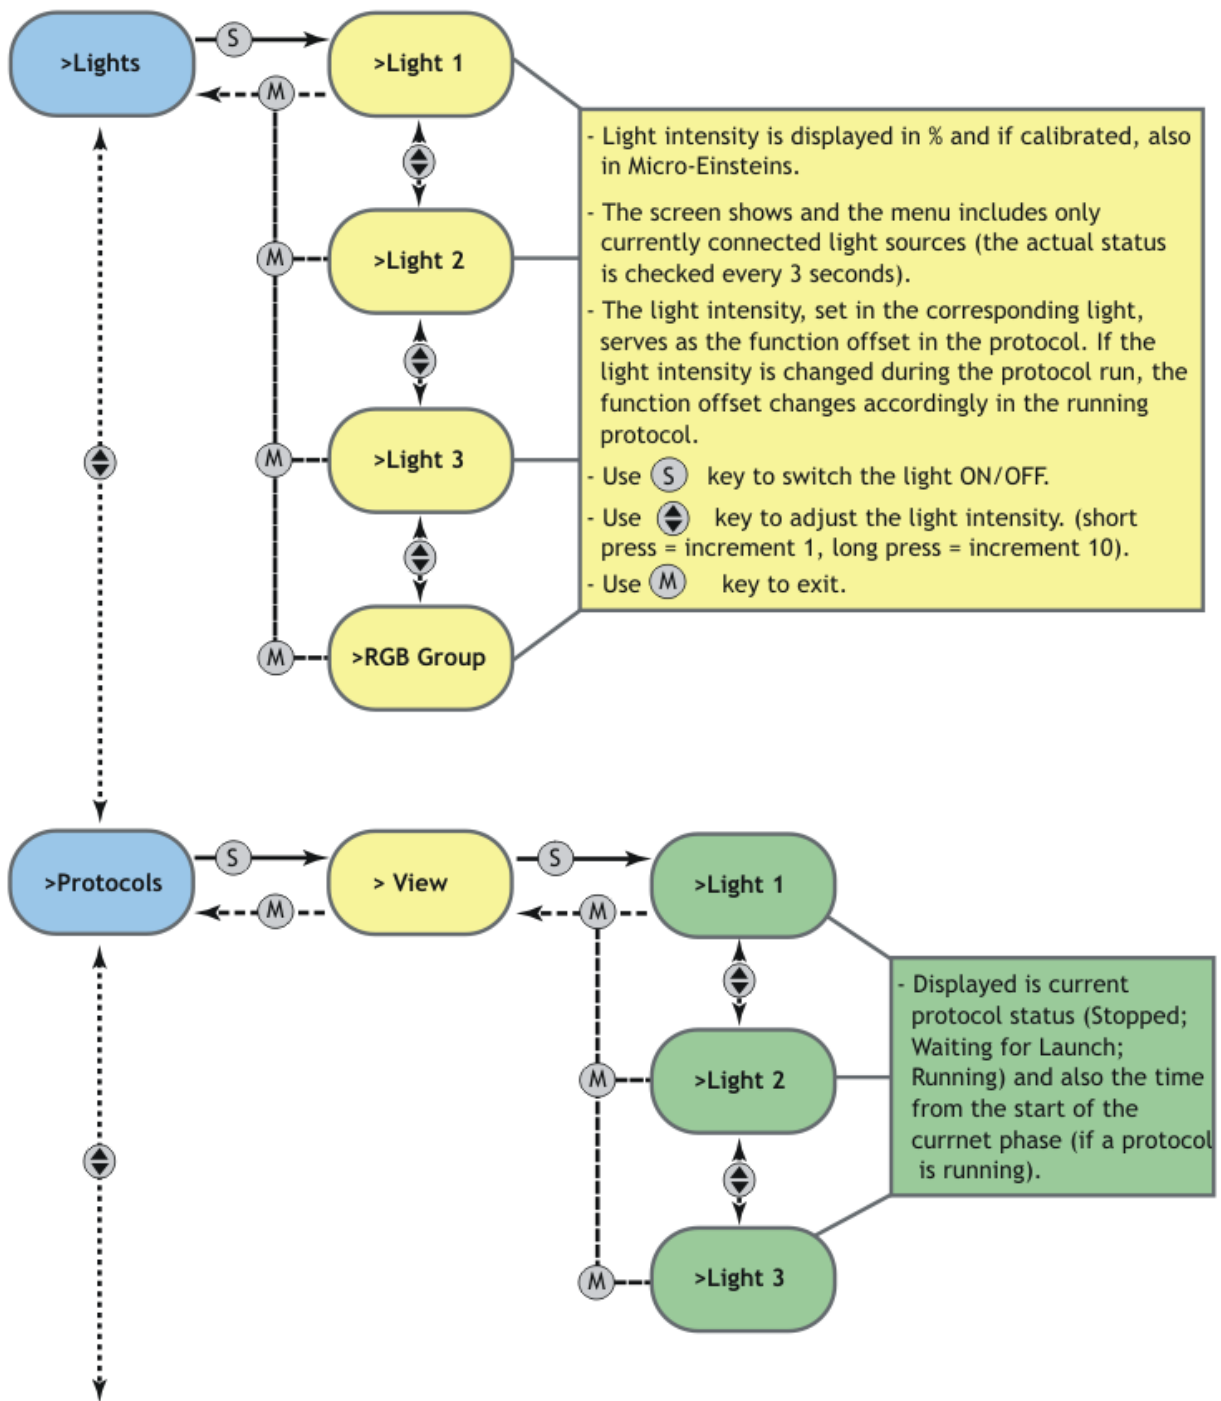 >Lights
S
>Light 1
M
- Light intensity is displayed in % and if calibrated, also
in Micro-Einsteins.
- The screen shows and the menu includes only
currently connected light sources (the actual status
is checked every 3 seconds).
M
>Light 2
- The light intensity, set in the corresponding light,
serves as the function offset in the protocol. If the
light intensity is changed during the protocol run, the
function offset changes accordingly in the running
protocol.
M
>Light 3
- Use S key to switch the light ON/OFF.
- Use key to adjust the light intensity. (short
press = increment 1, long press = increment 10).
- Use M key to exit.
M
>RGB Group
>Protocols
S
M
> View
S
M
>Light 1
- Displayed is current
protocol status (Stopped;
Waiting for Launch;
Running) and also the time
from the start of the
currnet phase (if a protocol
is running).
M
>Light 2
M
>Light 3